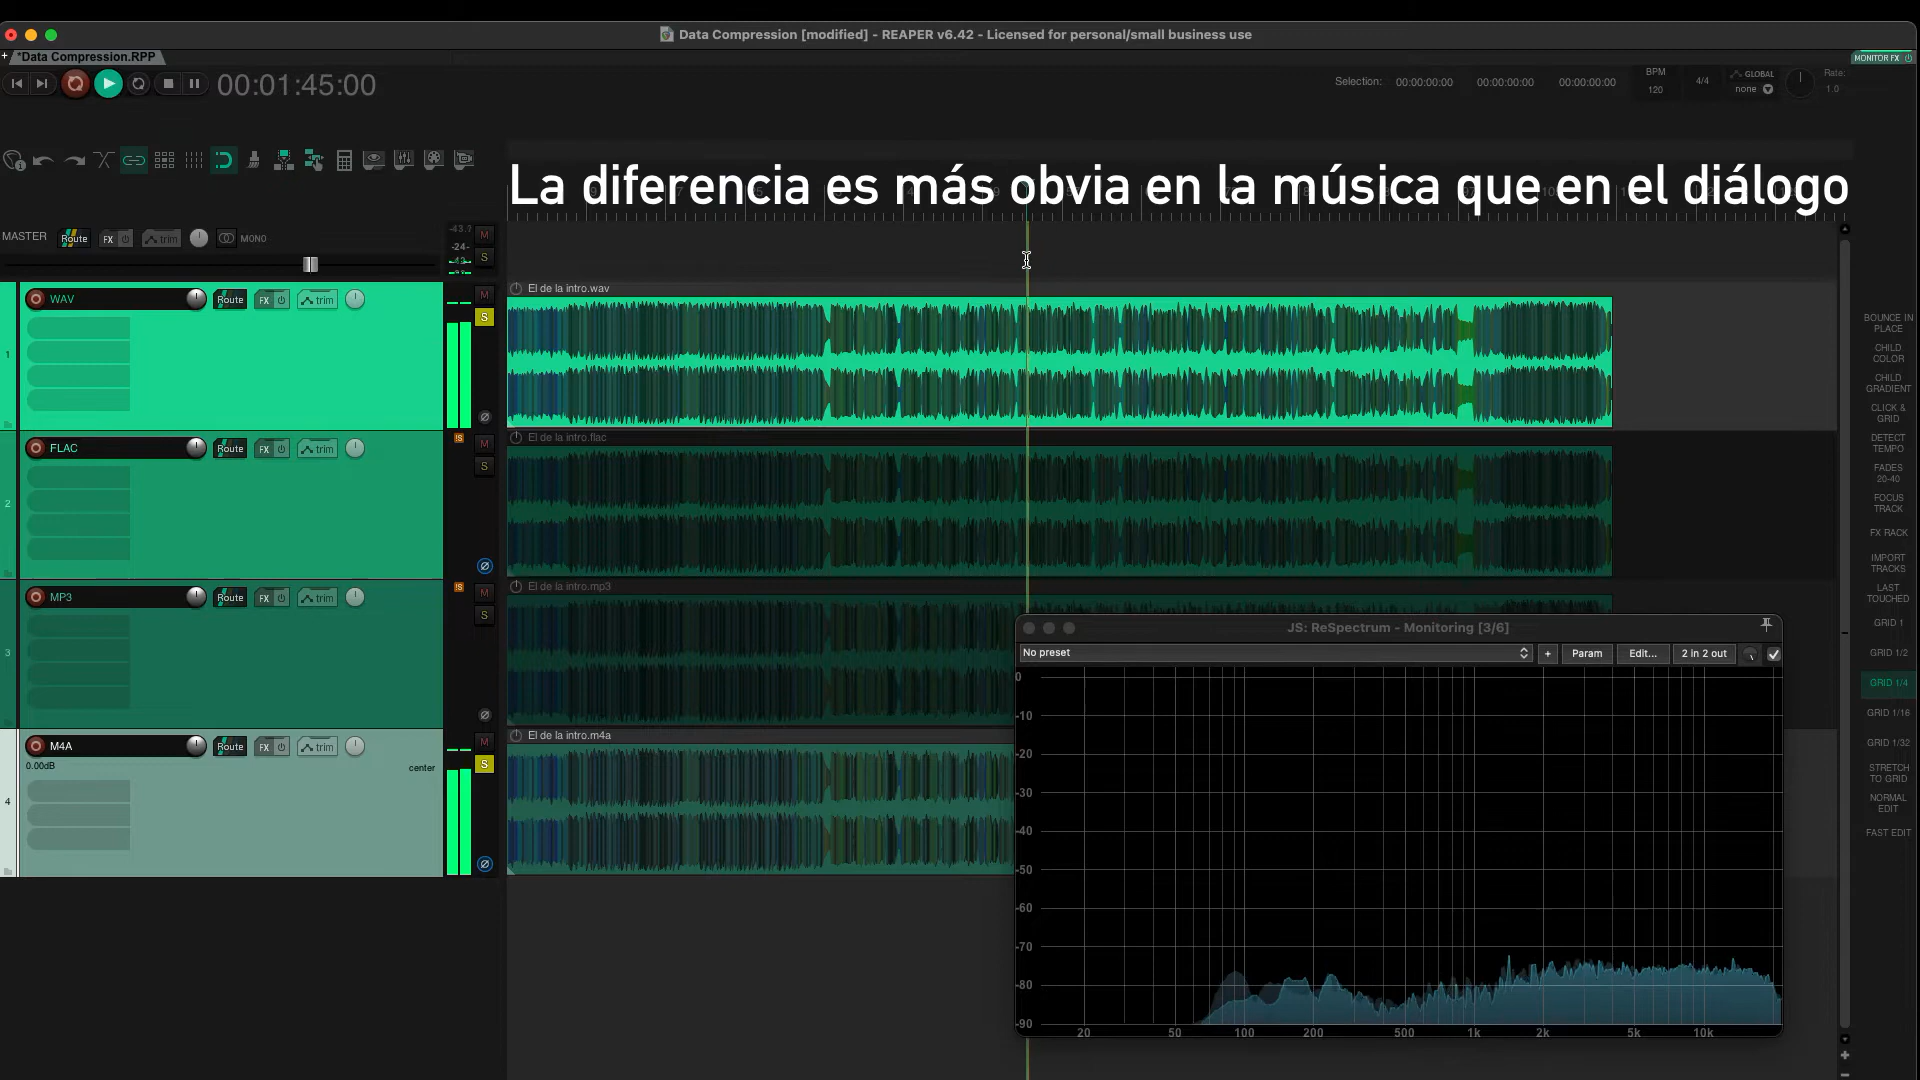 Data Compression [modified] - REAPER v6.42 - Licensed for personal/small business use
+ *Data Compression.RPP
MONITOR FX
00:01:45:00
Selection: 00:00:00:00 00:00:00:00 00:00:00:00
BPM
120
4/4
GLOBAL
none
Rate:
1.0
La diferencia es más obvia en la música que en el diálogo
MASTER Route FX trim MONO
-24-
M
S
WAV Route FX trim
M
S
1
El de la intro.wav
FLAC Route FX trim
M
S
2
El de la intro.flac
MP3 Route FX trim
M
S
3
El de la intro.mp3
M4A Route FX trim
0.00dB center
M
S
4
El de la intro.m4a
JS: ReSpectrum - Monitoring [3/6]
No preset + Param Edit... 2 in 2 out
0
-10
-20
-30
-40
-50
-60
-70
-80
-90
20 50 100 200 500 1k 2k 5k 10k
BOUNCE IN
PLACE
CHILD
COLOR
CHILD
GRADIENT
CLICK &
GRID
DETECT
TEMPO
FADES
20-40
FOCUS
TRACK
FX RACK
IMPORT
TRACKS
LAST
TOUCHED
GRID 1
GRID 1/2
GRID 1/4
GRID 1/16
GRID 1/32
STRETCH
TO GRID
NORMAL
EDIT
FAST EDIT